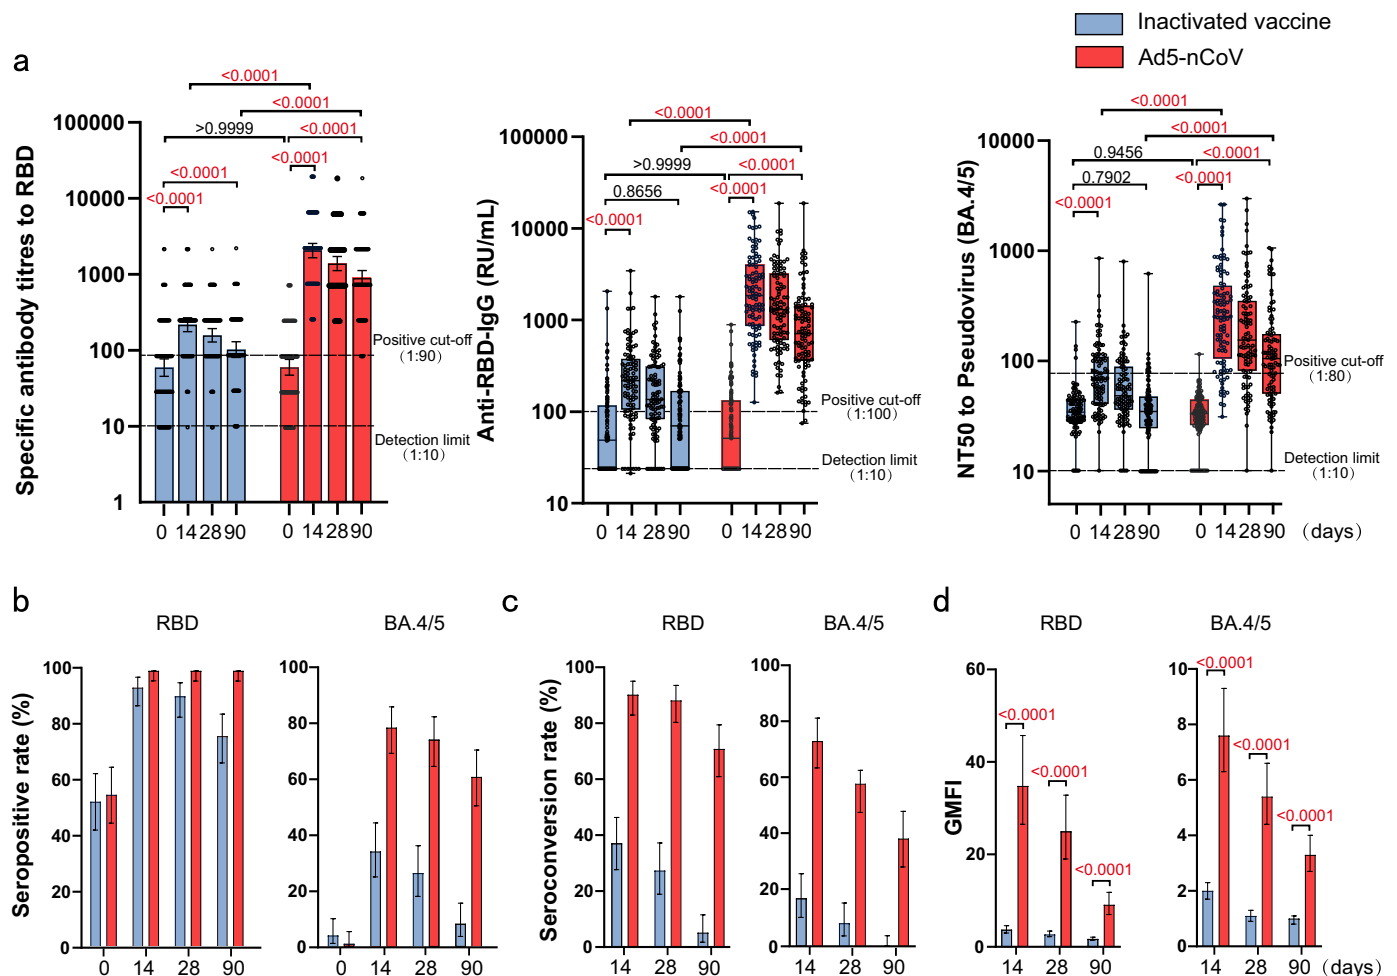 Inactivated vaccine
Ad5-nCoV
a
Specific antibody titres to RBD
100000
10000
1000
100
10
1
<0.0001
<0.0001
>0.9999
<0.0001
<0.0001
<0.0001
<0.0001
Positive cut-off
(1:90)
Detection limit
(1:10)
0 14 28 90 0 14 28 90
Anti-RBD-IgG (RU/mL)
100000
10000
1000
100
10
<0.0001
<0.0001
>0.9999
<0.0001
0.8656
<0.0001
<0.0001
Positive cut-off
(1:100)
Detection limit
(1:10)
0 14 28 90 0 14 28 90
NT50 to Pseudovirus (BA.4/5)
10000
1000
100
10
<0.0001
<0.0001
0.9456
<0.0001
0.7902
<0.0001
<0.0001
Positive cut-off
(1:80)
Detection limit
(1:10)
0 14 28 90 0 14 28 90 (days)
b
RBD
Seropositive rate (%)
100
80
60
40
20
0
0 14 28 90
BA.4/5
100
80
60
40
20
0
0 14 28 90
c
RBD
Seroconversion rate (%)
100
80
60
40
20
0
14 28 90
BA.4/5
100
80
60
40
20
0
14 28 90
d
RBD
GMFI
60
40
20
0
<0.0001
<0.0001
<0.0001
14 28 90
BA.4/5
10
8
6
4
2
0
<0.0001
<0.0001
<0.0001
14 28 90 (days)